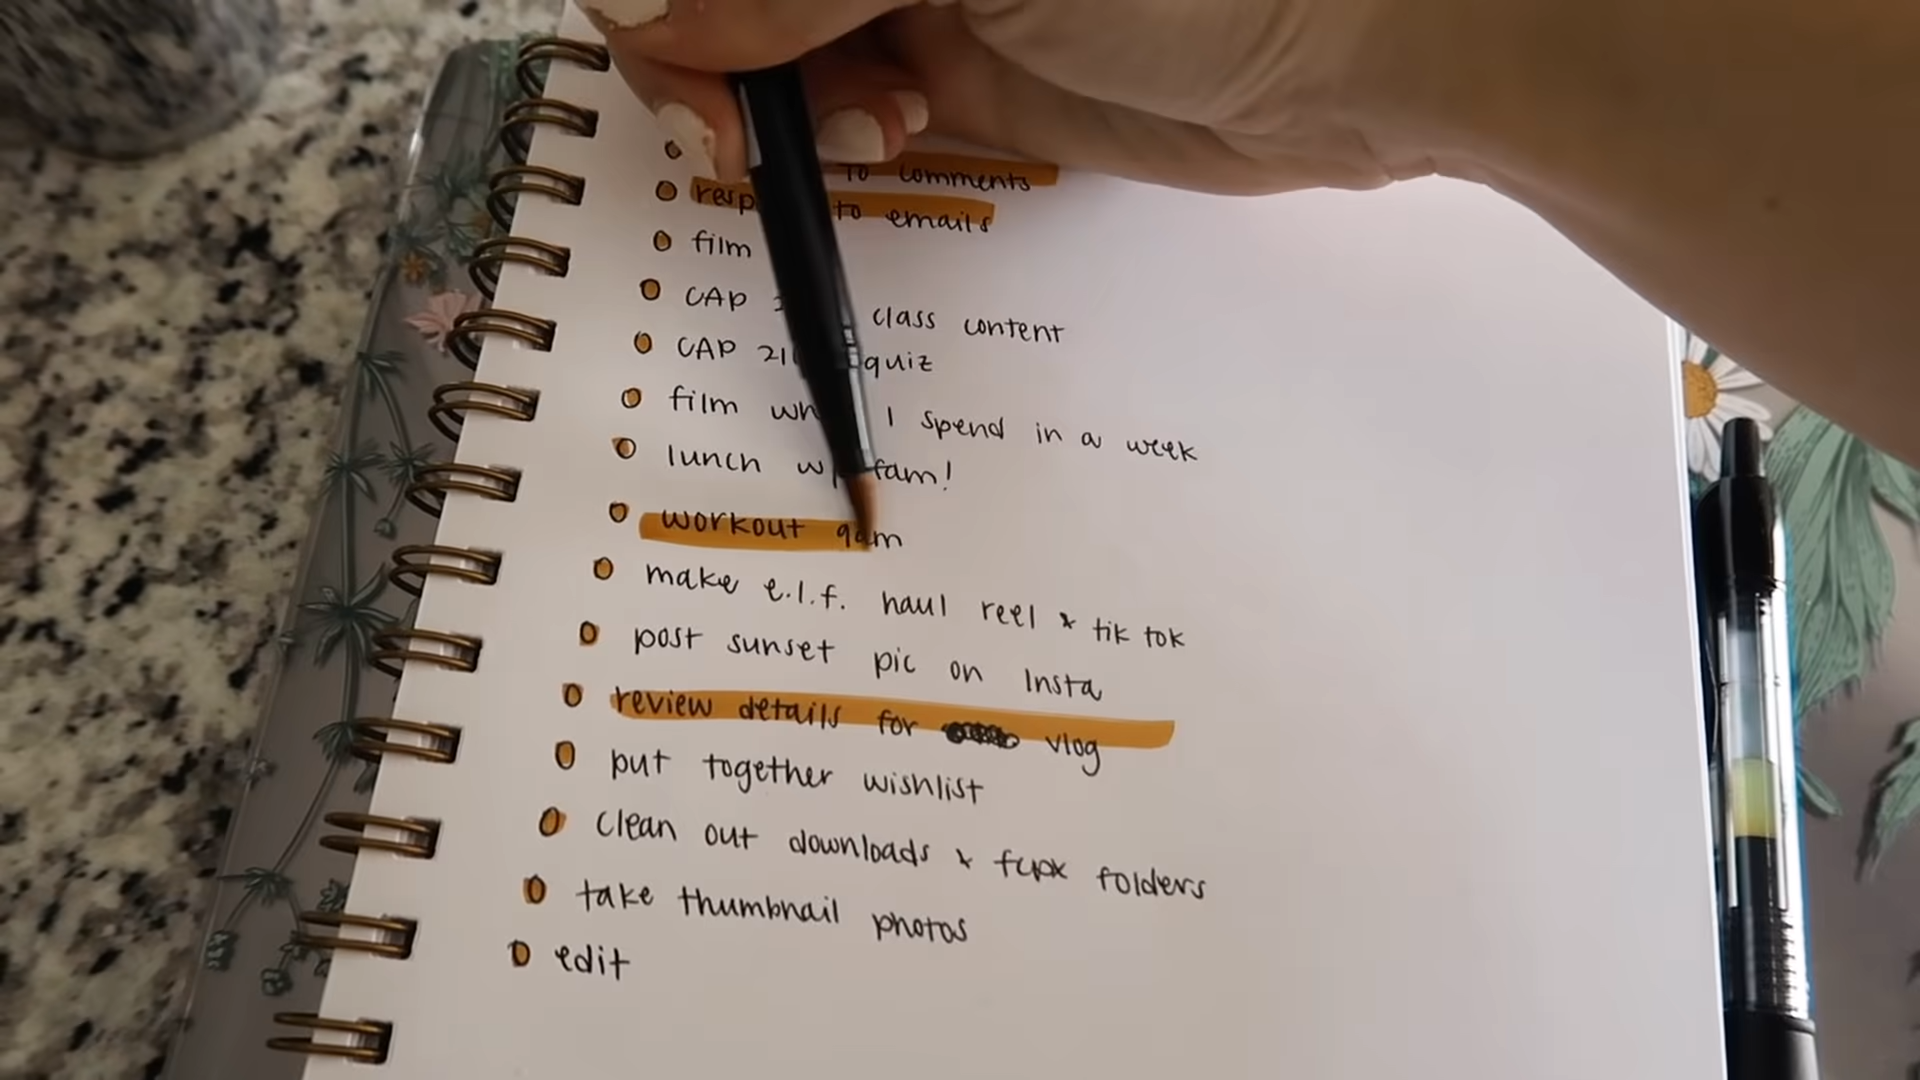 to comments
to emails
film
CAP class content
CAP quiz
film I spend in a week
lunch w/ fam!
workout 9am
make e.l.f. haul reel & tik tok
post sunset pic on Insta
review details for vlog
put together wishlist
clean out downloads & fcpx folders
take thumbnail photos
edit